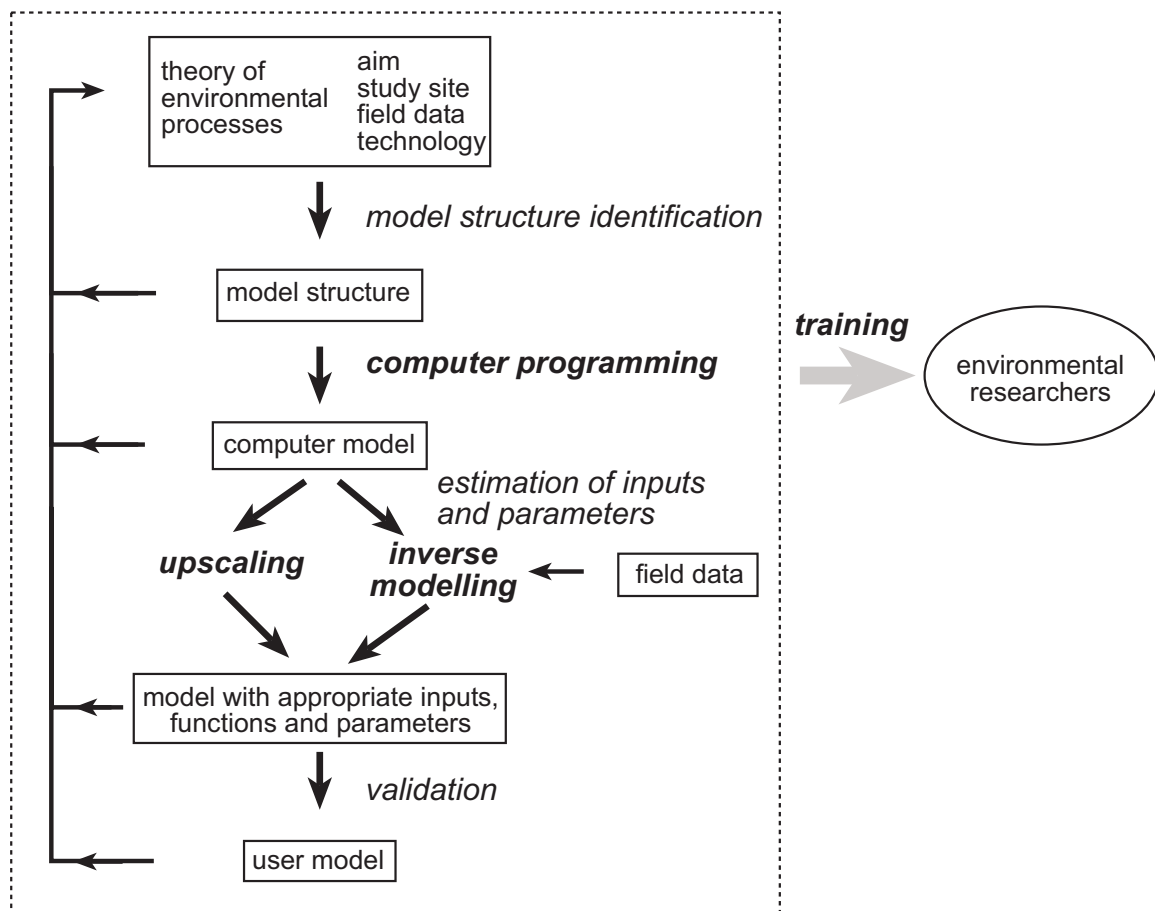 theory of
environmental
processes
aim
study site
field data
technology
model structure identification
model structure
computer programming
training
environmental
researchers
computer model
estimation of inputs
and parameters
upscaling
inverse
modelling
field data
model with appropriate inputs,
functions and parameters
validation
user model